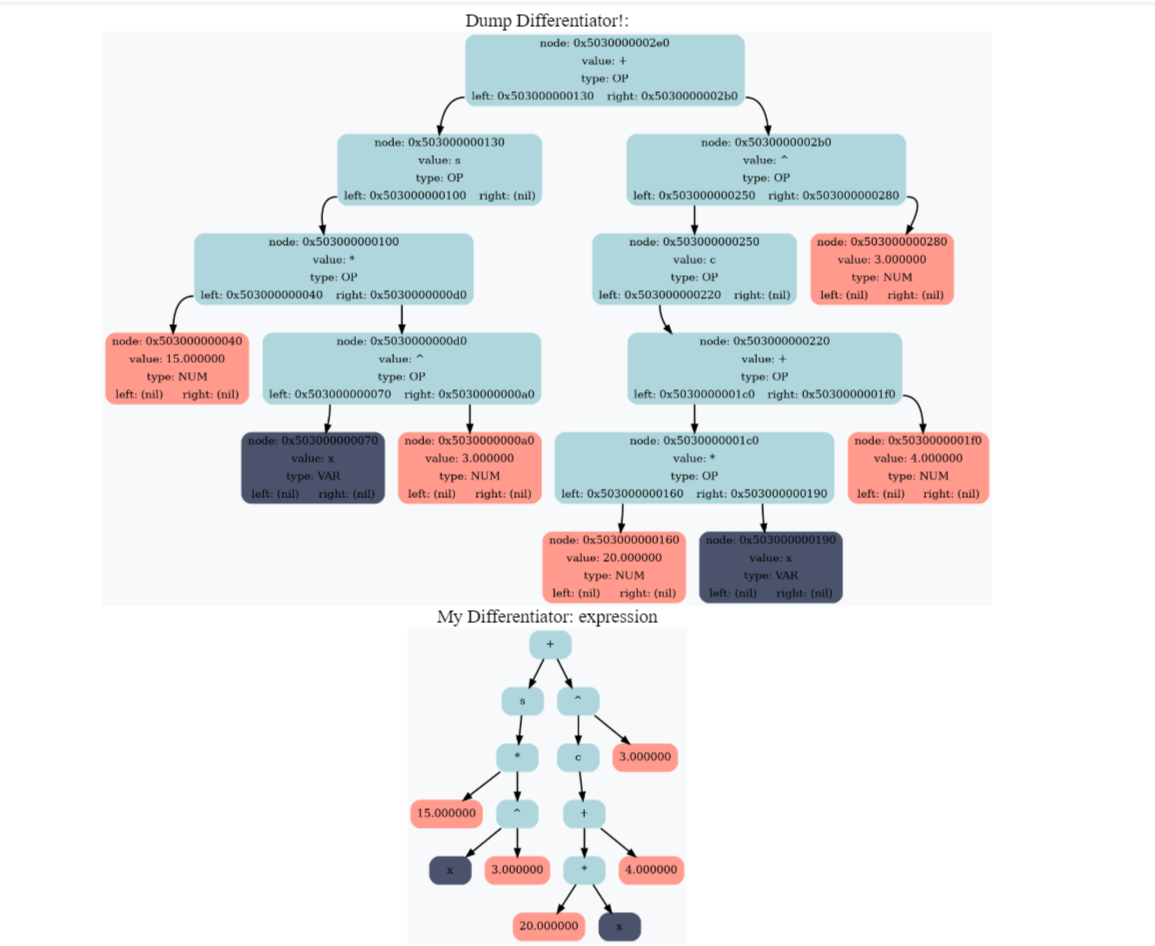 Dump Differentiator!:
node: 0x5030000002e0
value: +
type: OP
left: 0x503000000130 right: 0x5030000002b0
node: 0x503000000130
value: s
type: OP
left: 0x503000000100 right: (nil)
node: 0x5030000002b0
value: ^
type: OP
left: 0x503000000250 right: 0x503000000280
node: 0x503000000100
value: *
type: OP
left: 0x503000000040 right: 0x5030000000d0
node: 0x503000000250
value: c
type: OP
left: 0x503000000220 right: (nil)
node: 0x503000000280
value: 3.000000
type: NUM
left: (nil) right: (nil)
node: 0x503000000040
value: 15.000000
type: NUM
left: (nil) right: (nil)
node: 0x5030000000d0
value: ^
type: OP
left: 0x503000000070 right: 0x5030000000a0
node: 0x503000000220
value: +
type: OP
left: 0x5030000001c0 right: 0x5030000001f0
node: 0x503000000070
value: x
type: VAR
left: (nil) right: (nil)
node: 0x5030000000a0
value: 3.000000
type: NUM
left: (nil) right: (nil)
node: 0x5030000001c0
value: *
type: OP
left: 0x503000000160 right: 0x503000000190
node: 0x5030000001f0
value: 4.000000
type: NUM
left: (nil) right: (nil)
node: 0x503000000160
value: 20.000000
type: NUM
left: (nil) right: (nil)
node: 0x503000000190
value: x
type: VAR
left: (nil) right: (nil)
My Differentiator: expression
+
s
^
*
c
3.000000
15.000000
^
+
x
3.000000
*
4.000000
20.000000
x